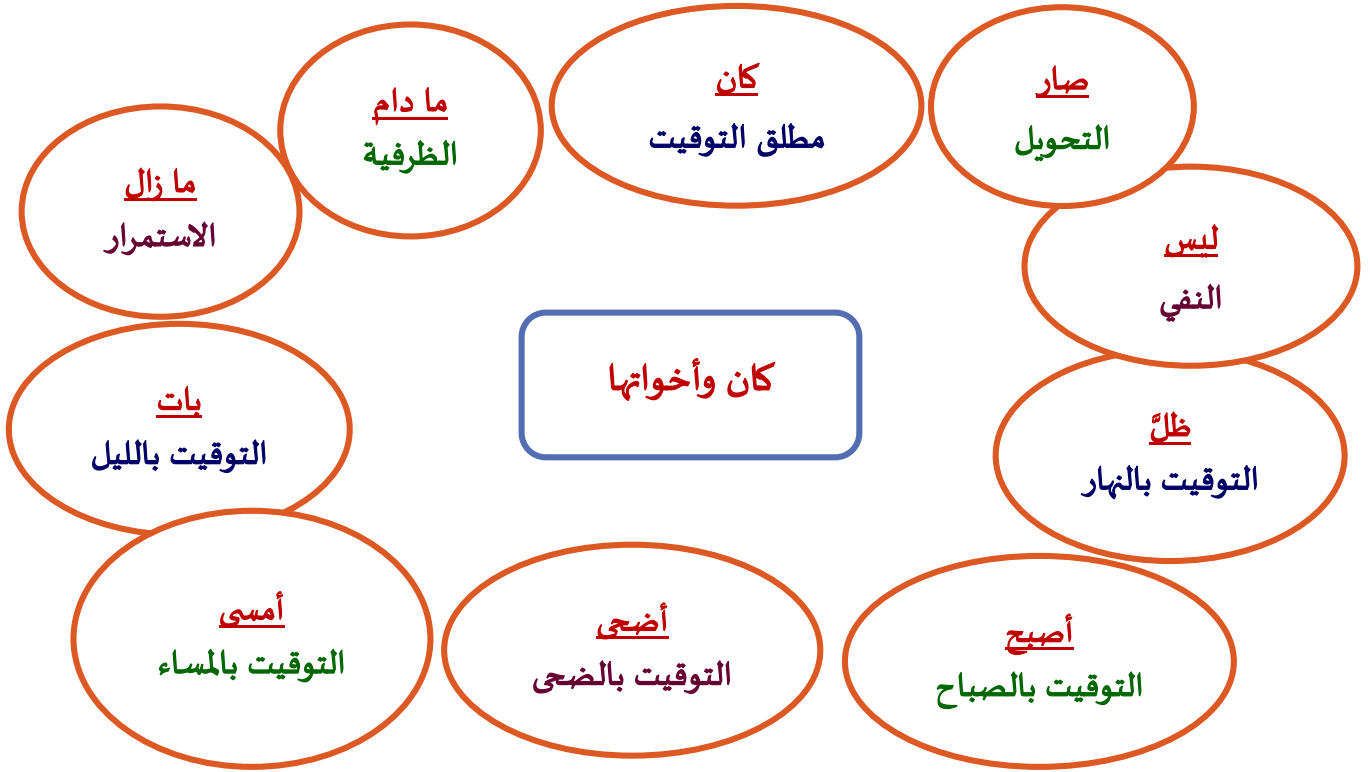 كان وأخواتها
كان
مطلق التوقيت
صار
التحويل
ليس
النفي
ظلَّ
التوقيت بالنهار
أصبح
التوقيت بالصباح
أضحى
التوقيت بالضحى
أمسى
التوقيت بالمساء
بات
التوقيت بالليل
ما زال
الاستمرار
ما دام
الظرفية